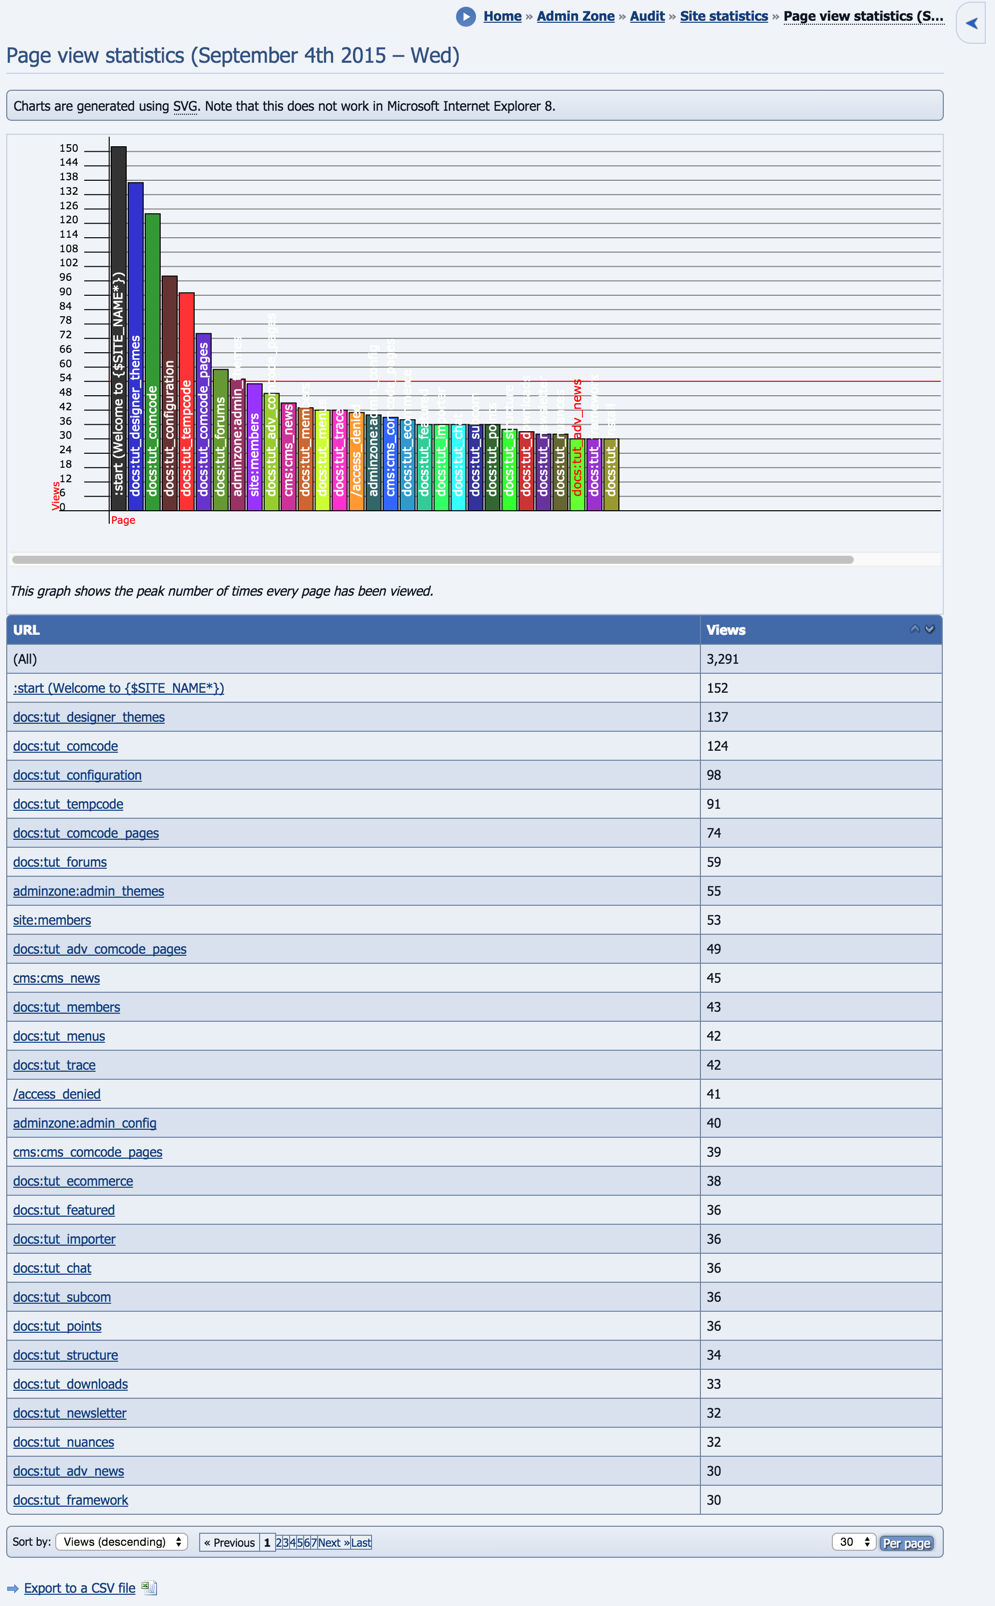 Home » Admin Zone » Audit » Site statistics » Page view statistics (S...
Page view statistics (September 4th 2015 – Wed)
Charts are generated using SVG. Note that this does not work in Microsoft Internet Explorer 8.
150
144
138
132
126
120
114
108
102
96
90
84
78
72
66
60
54
48
42
36
30
24
18
12
6
0
Views
:start (Welcome to {$SITE_NAME*})
docs:tut_designer_themes
docs:tut_comcode
docs:tut_configuration
docs:tut_tempcode
docs:tut_comcode_pages
docs:tut_forums
site:members
cms:cms_news
docs:tut_adv_news
Page
This graph shows the peak number of times every page has been viewed.
URL Views
(All) 3,291
:start (Welcome to {$SITE_NAME*}) 152
docs:tut_designer_themes 137
docs:tut_comcode 124
docs:tut_configuration 98
docs:tut_tempcode 91
docs:tut_comcode_pages 74
docs:tut_forums 59
adminzone:admin_themes 55
site:members 53
docs:tut_adv_comcode_pages 49
cms:cms_news 45
docs:tut_members 43
docs:tut_menus 42
docs:tut_trace 42
/access_denied 41
adminzone:admin_config 40
cms:cms_comcode_pages 39
docs:tut_ecommerce 38
docs:tut_featured 36
docs:tut_importer 36
docs:tut_chat 36
docs:tut_subcom 36
docs:tut_points 36
docs:tut_structure 34
docs:tut_downloads 33
docs:tut_newsletter 32
docs:tut_nuances 32
docs:tut_adv_news 30
docs:tut_framework 30
Sort by: Views (descending) « Previous 1 2 3 4 5 6 7 Next » Last 30 Per page
Export to a CSV file